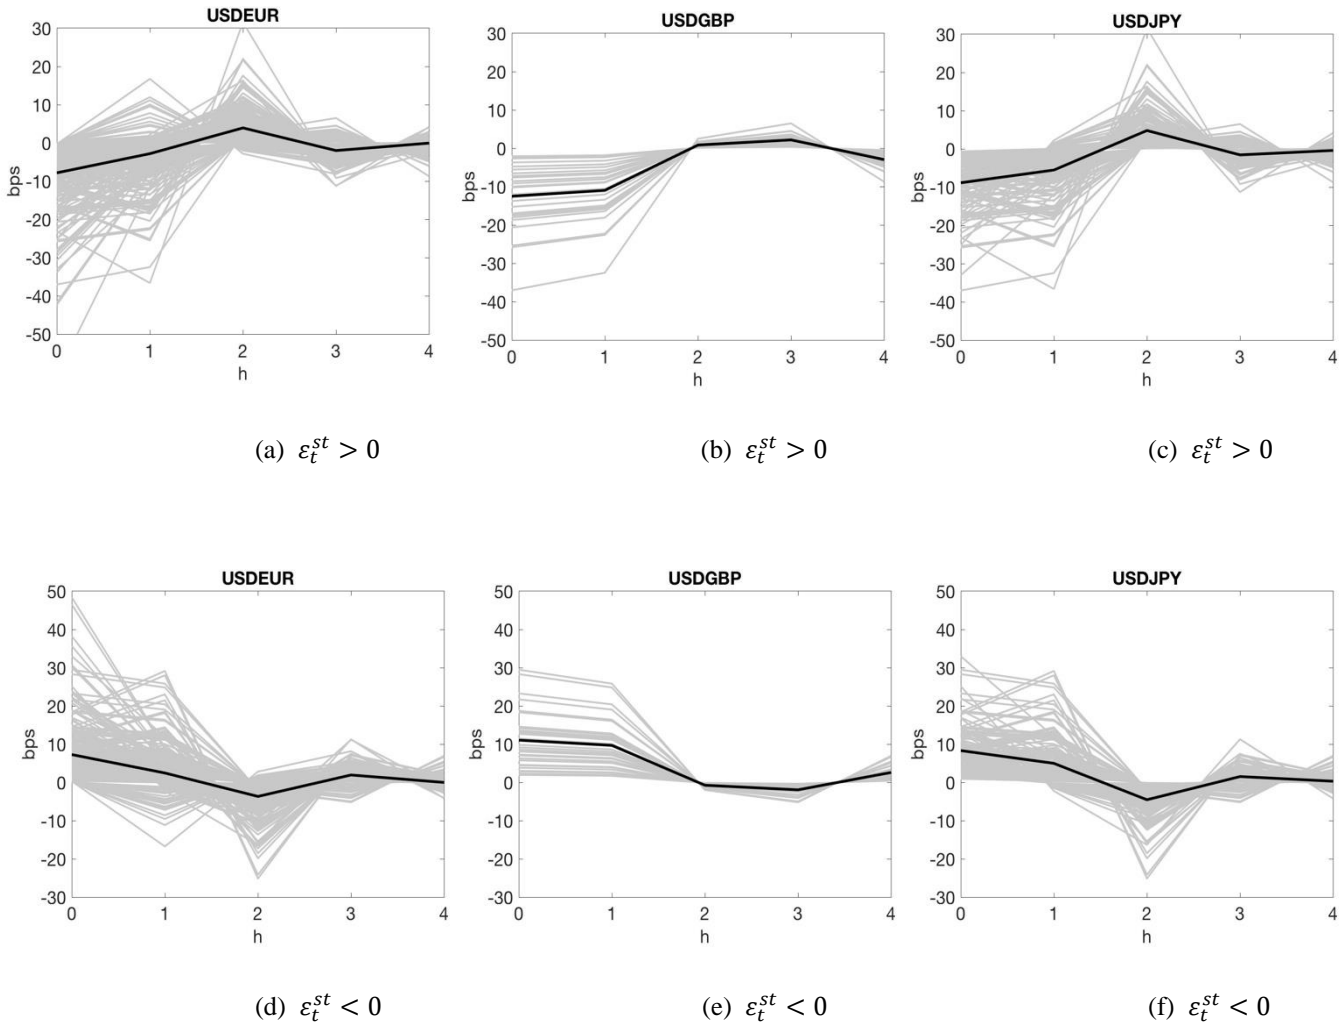 USDEUR
30
20
10
0
-10
-20
-30
-40
-50
bps
0 1 2 3 4
h
(a) ε_t^{st} > 0
USDGBP
30
20
10
0
-10
-20
-30
-40
-50
bps
0 1 2 3 4
h
(b) ε_t^{st} > 0
USDJPY
30
20
10
0
-10
-20
-30
-40
-50
bps
0 1 2 3 4
h
(c) ε_t^{st} > 0
USDEUR
50
40
30
20
10
0
-10
-20
-30
bps
0 1 2 3 4
h
(d) ε_t^{st} < 0
USDGBP
50
40
30
20
10
0
-10
-20
-30
bps
0 1 2 3 4
h
(e) ε_t^{st} < 0
USDJPY
50
40
30
20
10
0
-10
-20
-30
bps
0 1 2 3 4
h
(f) ε_t^{st} < 0